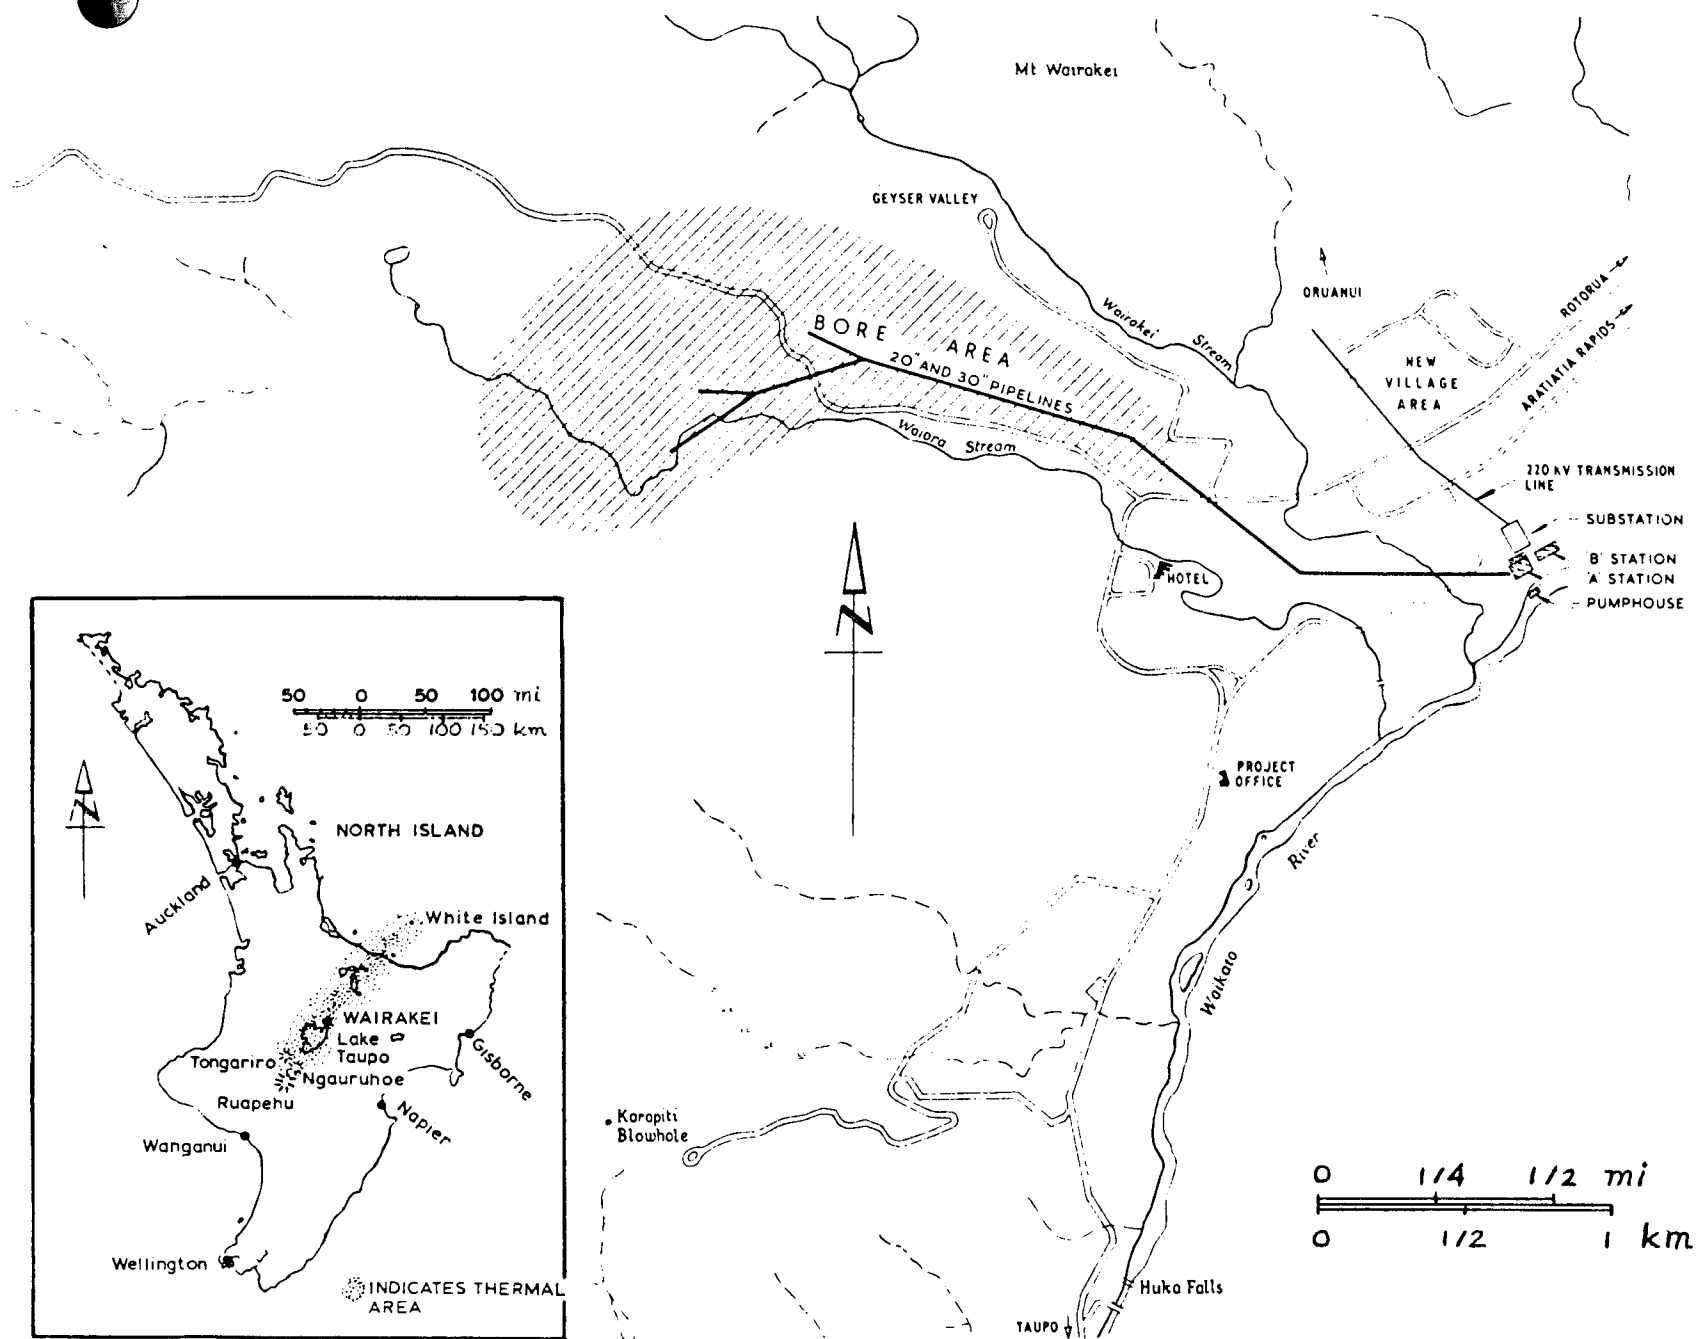 Mt Wairakei
GEYSER VALLEY
ORUANUI
ROTORUA
ARATIATIA RAPIDS
Wairakei Stream
BORE AREA
20" AND 30" PIPELINES
NEW
VILLAGE
AREA
Waiora Stream
220 KV TRANSMISSION
LINE
SUBSTATION
'B' STATION
'A' STATION
PUMPHOUSE
HOTEL
N
PROJECT
OFFICE
River
Waikato
Karapiti
Blowhole
Huka Falls
TAUPO
0 1/4 1/2 mi
0 1/2 1 km
50 0 50 100 mi
50 0 50 100 150 km
N
NORTH ISLAND
Auckland
White Island
WAIRAKEI
Lake
Taupo
Tongariro
Ngauruhoe
Ruapehu
Gisborne
Napier
Wanganui
Wellington
INDICATES THERMAL
AREA